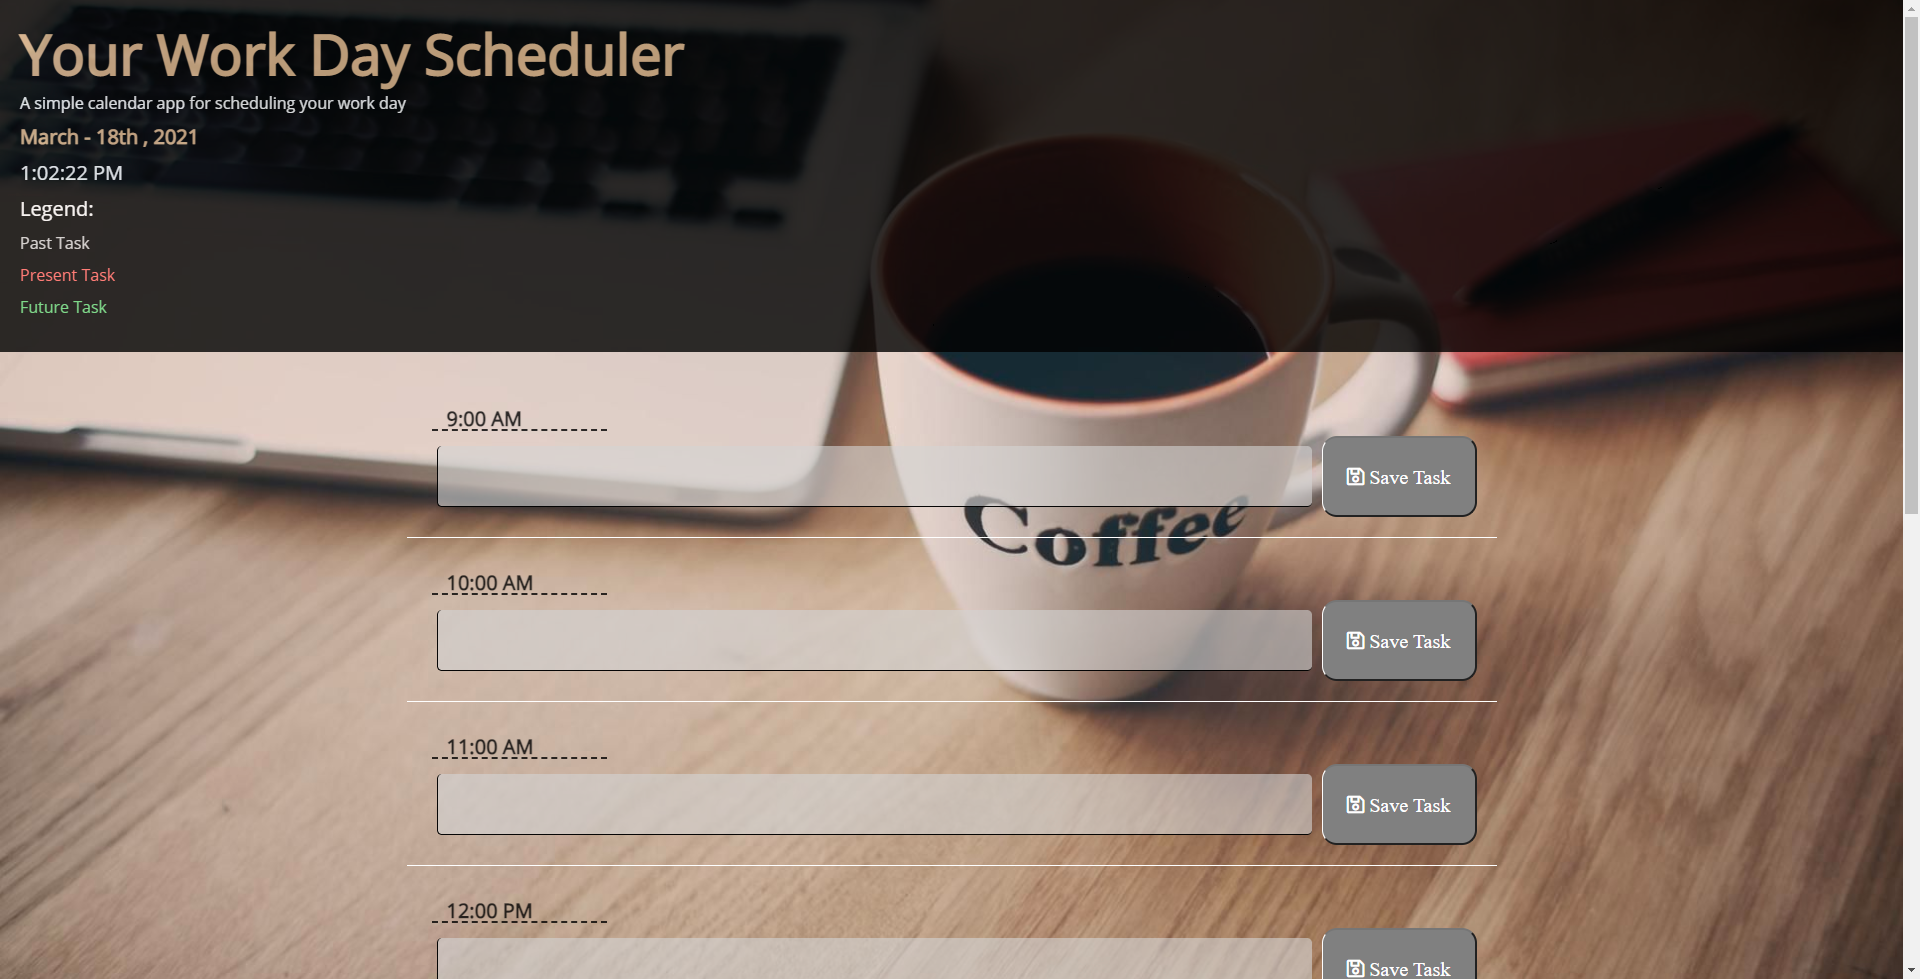 Your Work Day Scheduler
A simple calendar app for scheduling your work day
March - 18th , 2021
1:02:22 PM
Legend:
Past Task
Present Task
Future Task
9:00 AM
Save Task
Coffee
10:00 AM
Save Task
11:00 AM
Save Task
12:00 PM
Save Task